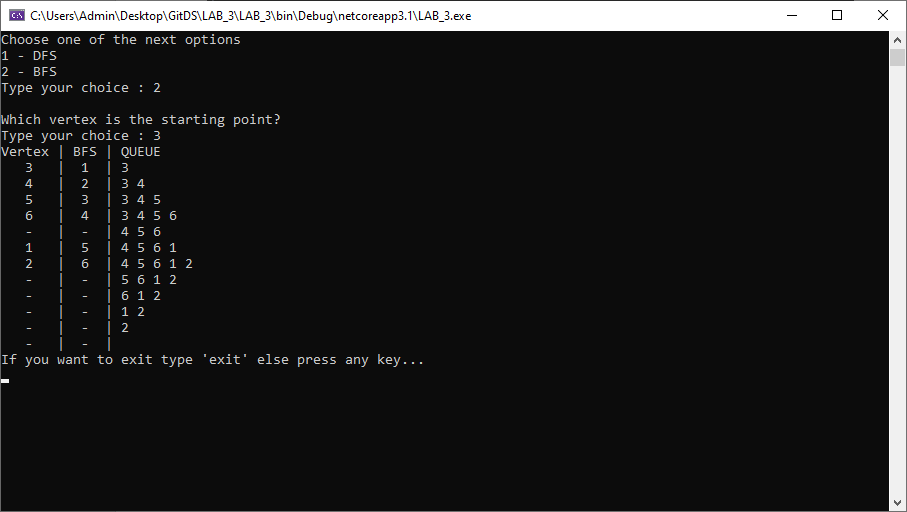 C:\Users\Admin\Desktop\GitDS\LAB_3\LAB_3\bin\Debug\netcoreapp3.1\LAB_3.exe
Choose one of the next options
1 - DFS
2 - BFS
Type your choice : 2
Which vertex is the starting point?
Type your choice : 3
Vertex | BFS | QUEUE
3 | 1 | 3
4 | 2 | 3 4
5 | 3 | 3 4 5
6 | 4 | 3 4 5 6
- | - | 4 5 6
1 | 5 | 4 5 6 1
2 | 6 | 4 5 6 1 2
- | - | 5 6 1 2
- | - | 6 1 2
- | - | 1 2
- | - | 2
- | - |
If you want to exit type 'exit' else press any key...